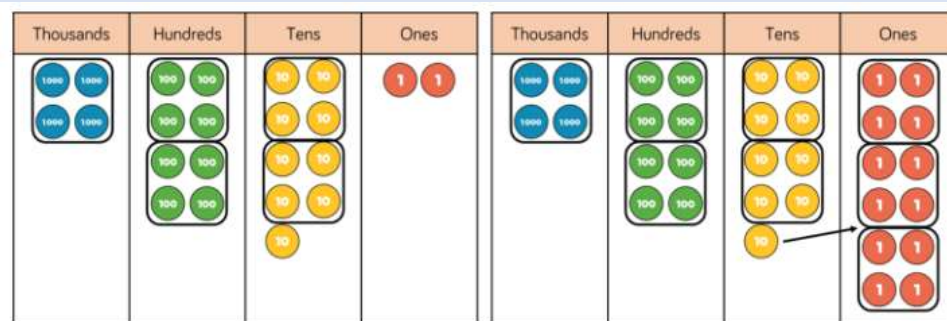 Thousands Hundreds Tens Ones Thousands Hundreds Tens Ones
1000 1000 100 100 10 10 1 1 1000 1000 100 100 10 10 1 1
1000 1000 100 100 10 10 1000 1000 100 100 10 10 1 1
100 100 10 10 100 100 10 10 1 1
100 100 10 10 100 100 10 10 1 1
10 10 1 1
1 1